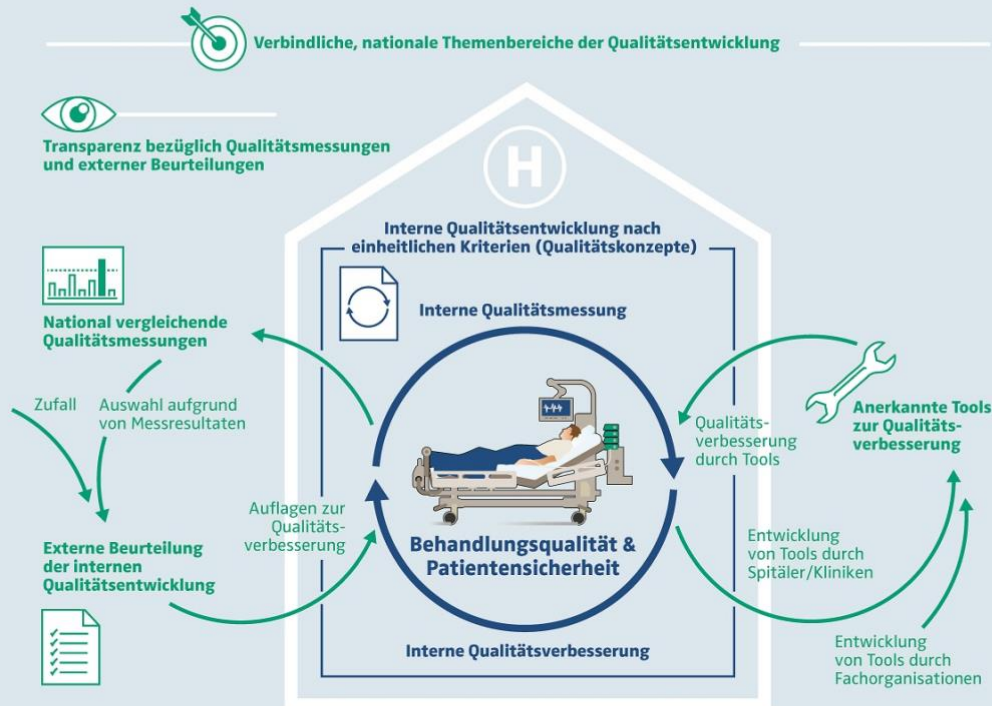 Verbindliche, nationale Themenbereiche der Qualitätsentwicklung
Transparenz bezüglich Qualitätsmessungen
und externer Beurteilungen
H
Interne Qualitätsentwicklung nach
einheitlichen Kriterien (Qualitätskonzepte)
Interne Qualitätsmessung
National vergleichende
Qualitätsmessungen
Zufall
Auswahl aufgrund
von Messresultaten
Qualitäts-
verbesserung
durch Tools
Anerkannte Tools
zur Qualitäts-
verbesserung
Auflagen zur
Qualitäts-
verbesserung
Behandlungsqualität &
Patientensicherheit
Externe Beurteilung
der internen
Qualitätsentwicklung
Entwicklung
von Tools durch
Spitäler/Kliniken
Interne Qualitätsverbesserung
Entwicklung
von Tools durch
Fachorganisationen